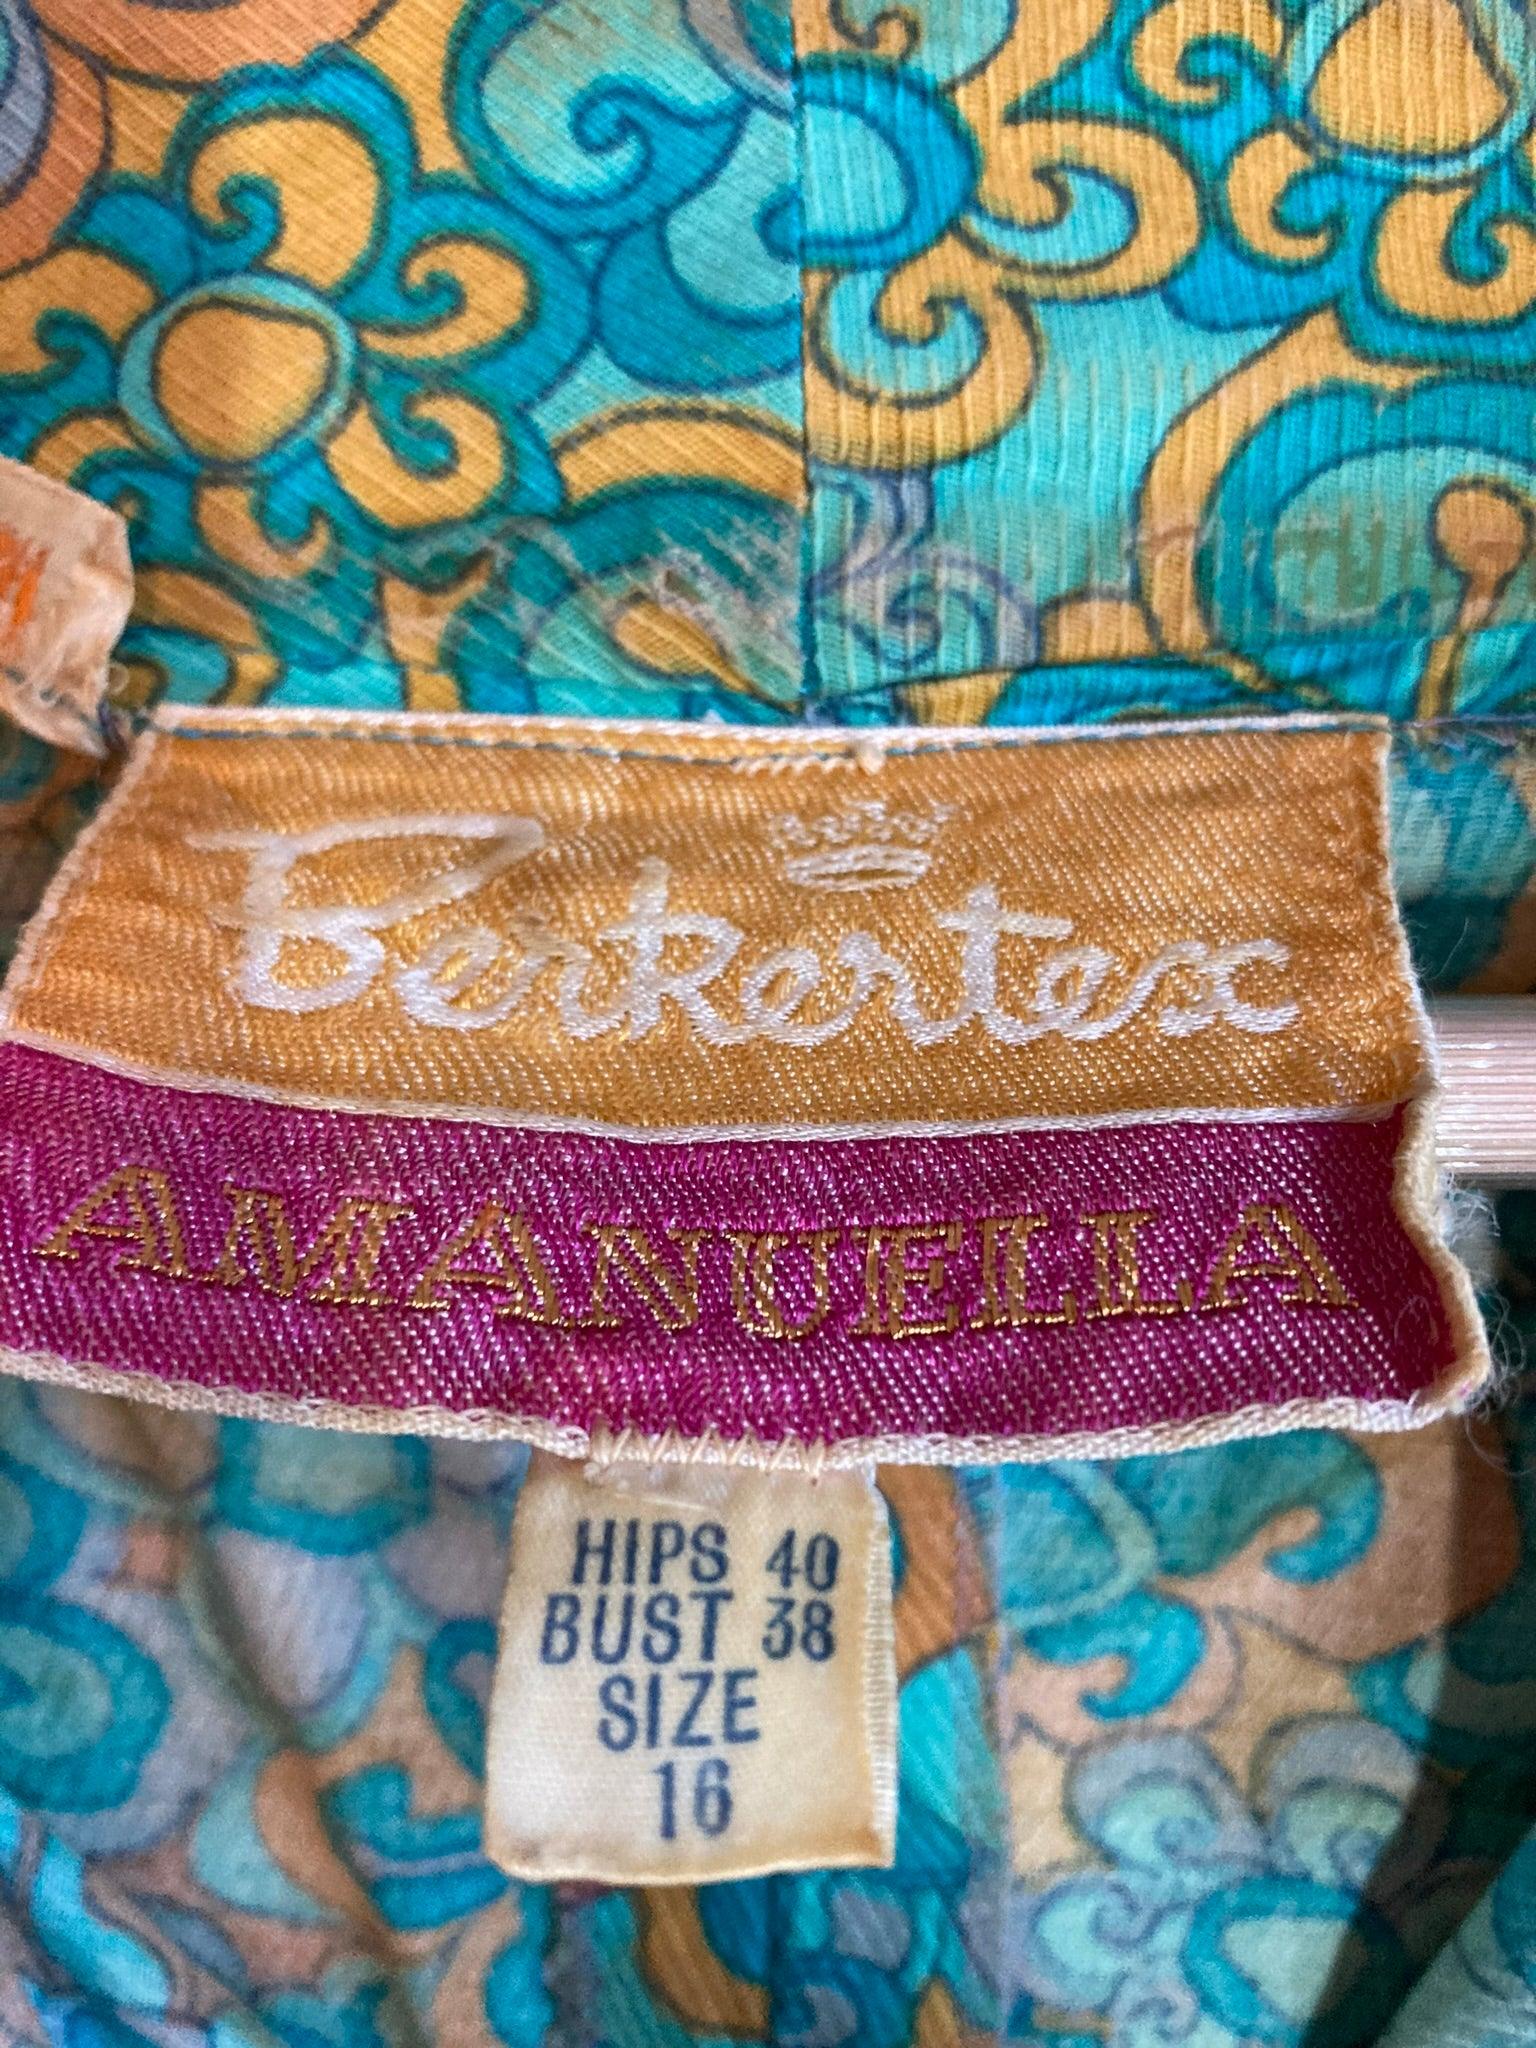 Berkertex
AMANUELLA
HIPS 40
BUST 38
SIZE
16